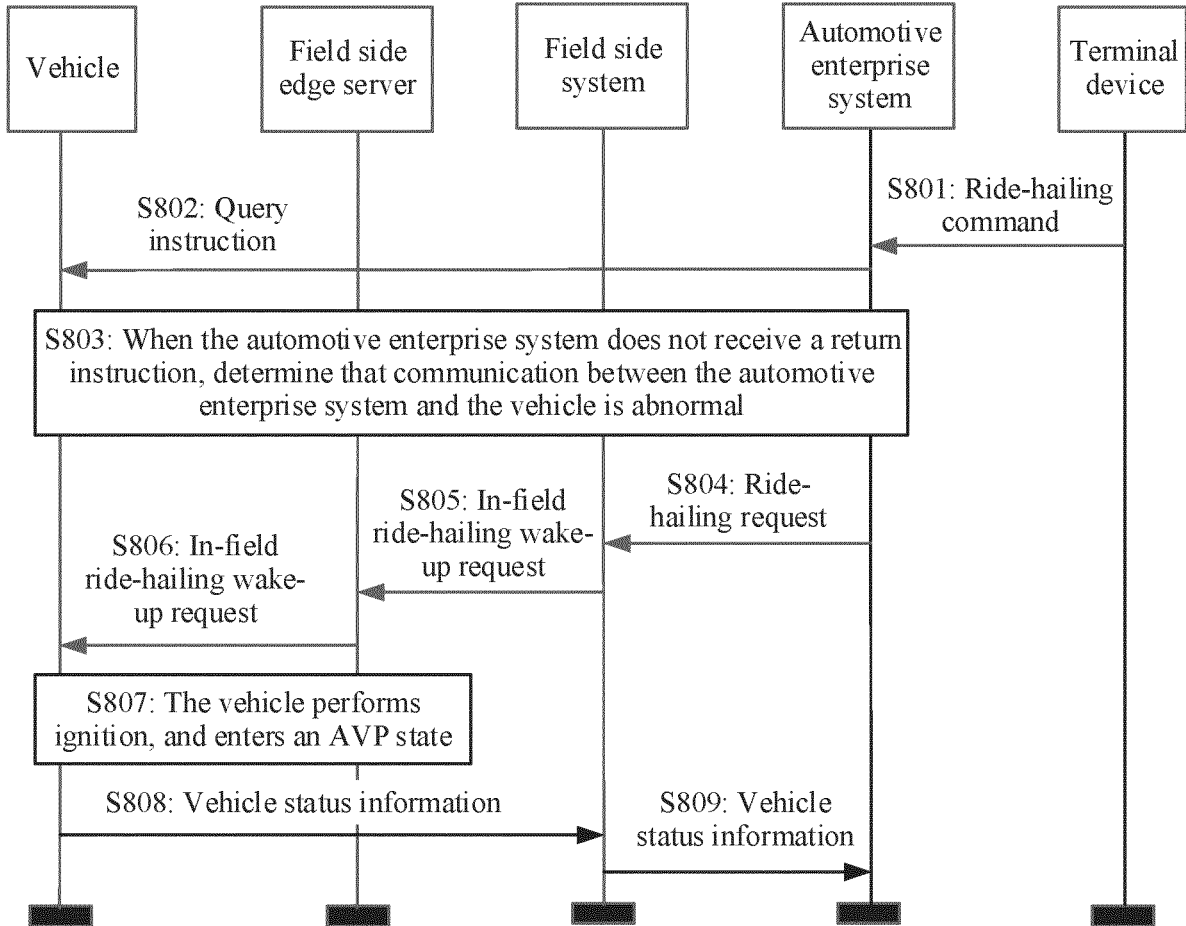 Vehicle
Field side
edge server
Field side
system
Automotive
enterprise
system
Terminal
device
S801: Ride-hailing
command
S802: Query
instruction
S803: When the automotive enterprise system does not receive a return
instruction, determine that communication between the automotive
enterprise system and the vehicle is abnormal
S804: Ride-
hailing request
S805: In-field
ride-hailing wake-
up request
S806: In-field
ride-hailing wake-
up request
S807: The vehicle performs
ignition, and enters an AVP state
S808: Vehicle status information
S809: Vehicle
status information